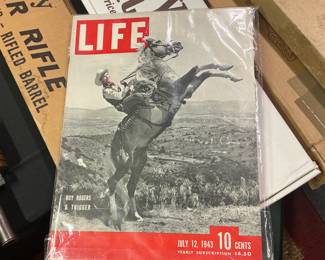 LIFE
ROY ROGERS
& TRIGGER
JULY 12, 1943 10 CENTS
YEARLY SUBSCRIPTION $4.50
RIFLE
RIFLED BARREL